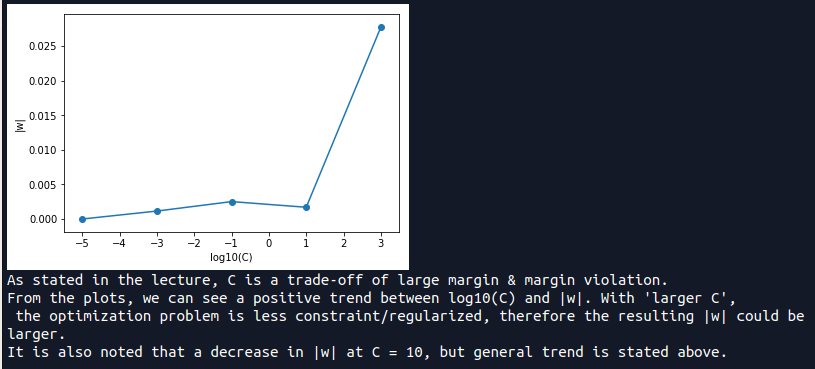 0.025
0.020
0.015
0.010
0.005
0.000
|w|
−5 −4 −3 −2 −1 0 1 2 3
log10(C)
As stated in the lecture, C is a trade-off of large margin & margin violation.
From the plots, we can see a positive trend between log10(C) and |w|. With 'larger C',
the optimization problem is less constraint/regularized, therefore the resulting |w| could be
larger.
It is also noted that a decrease in |w| at C = 10, but general trend is stated above.